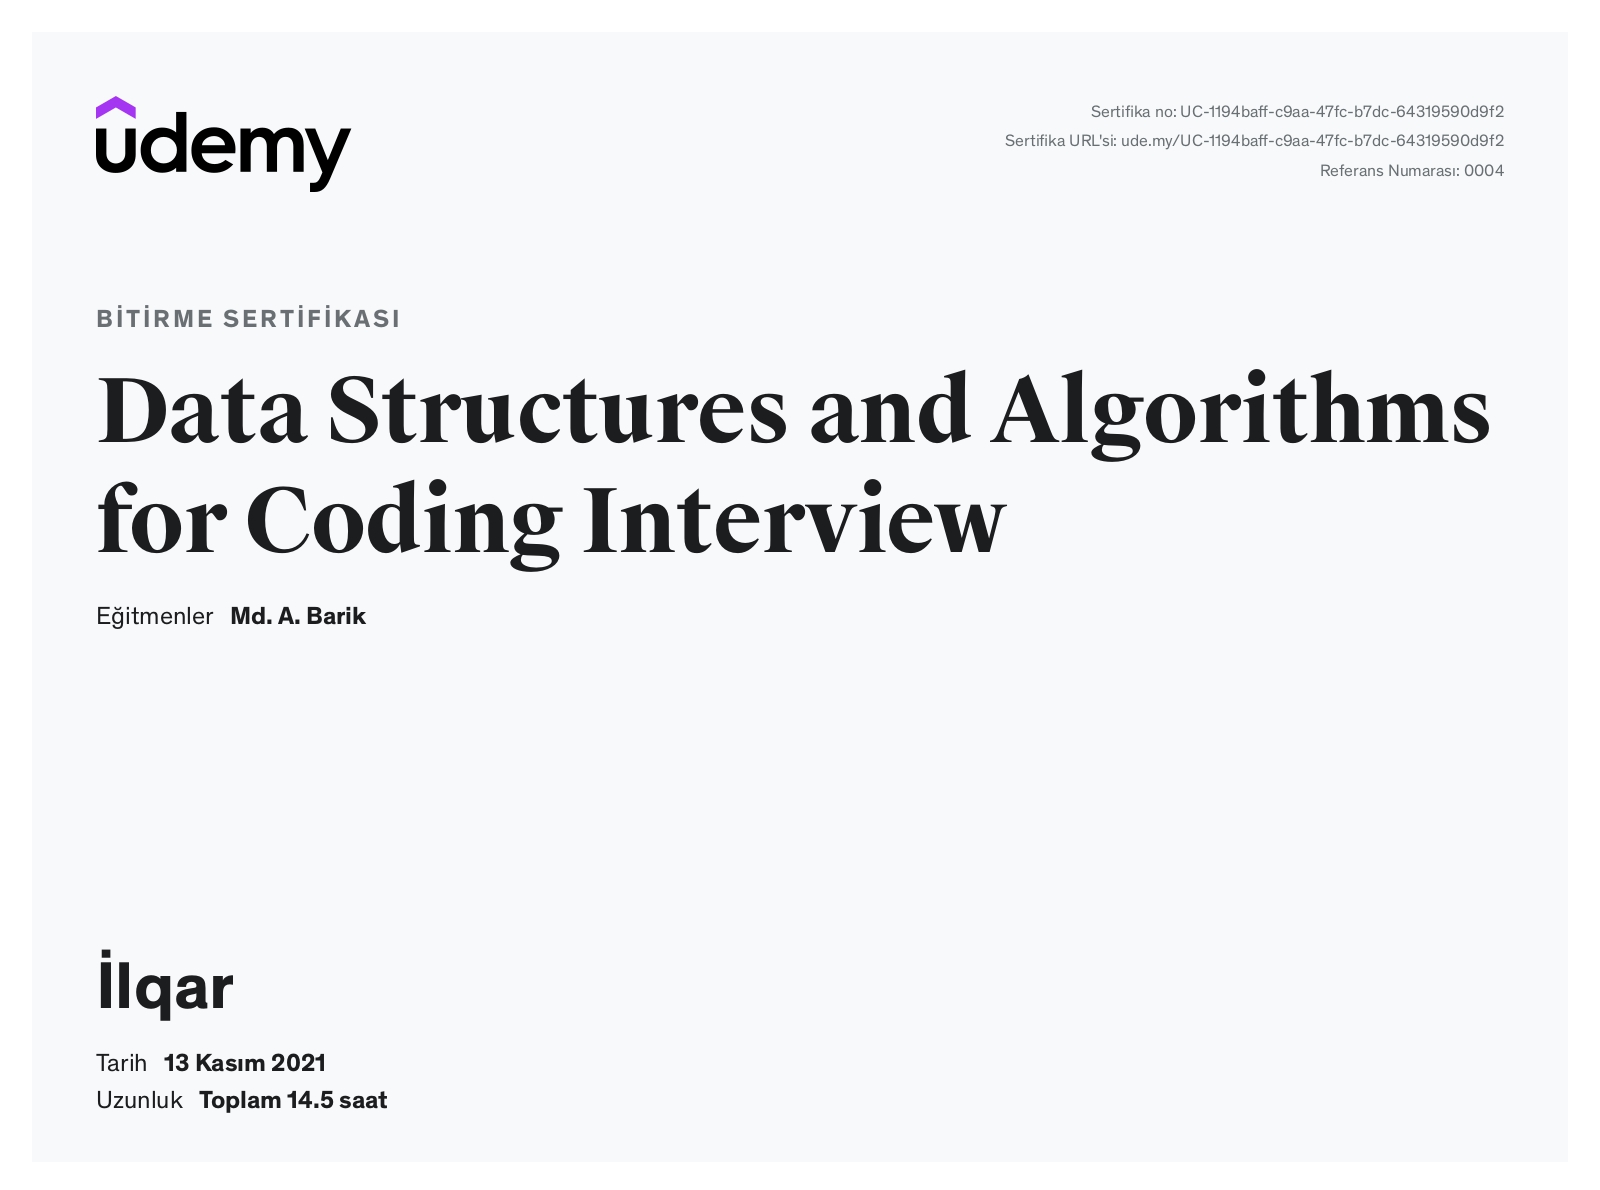 udemy
Sertifika no: UC-1194baff-c9aa-47fc-b7dc-64319590d9f2
Sertifika URL'si: ude.my/UC-1194baff-c9aa-47fc-b7dc-64319590d9f2
Referans Numarası: 0004
BİTİRME SERTİFİKASI
Data Structures and Algorithms
for Coding Interview
Eğitmenler Md. A. Barik
İlqar
Tarih 13 Kasım 2021
Uzunluk Toplam 14.5 saat